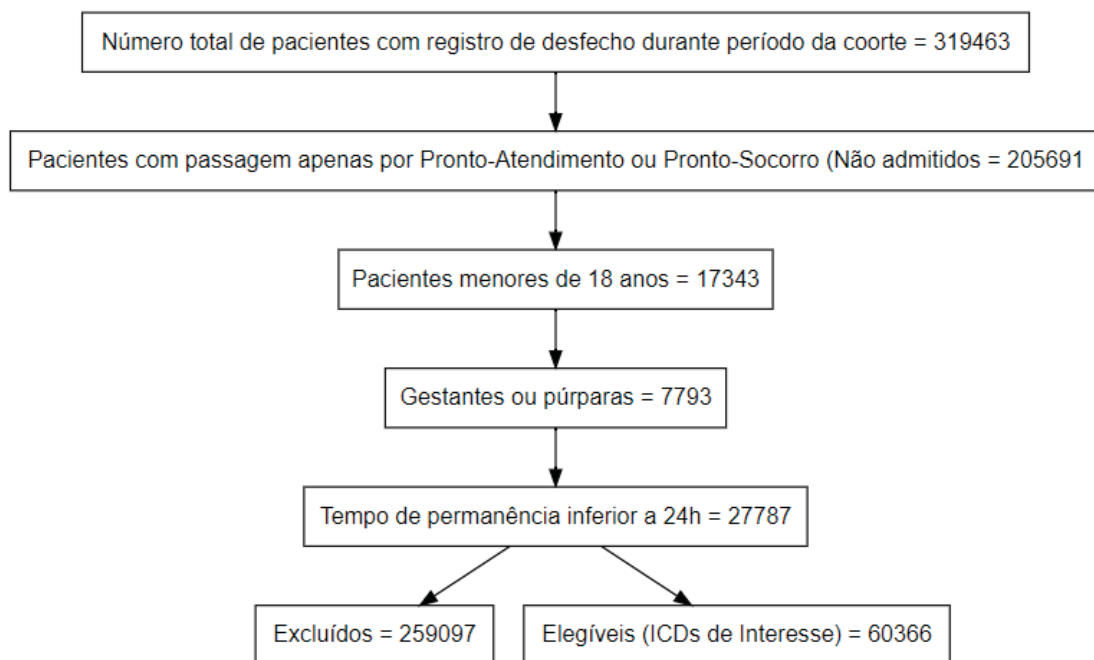 Número total de pacientes com registro de desfecho durante período da coorte = 319463
Pacientes com passagem apenas por Pronto-Atendimento ou Pronto-Socorro (Não admitidos = 205691
Pacientes menores de 18 anos = 17343
Gestantes ou púrparas = 7793
Tempo de permanência inferior a 24h = 27787
Excluídos = 259097
Elegíveis (ICDs de Interesse) = 60366